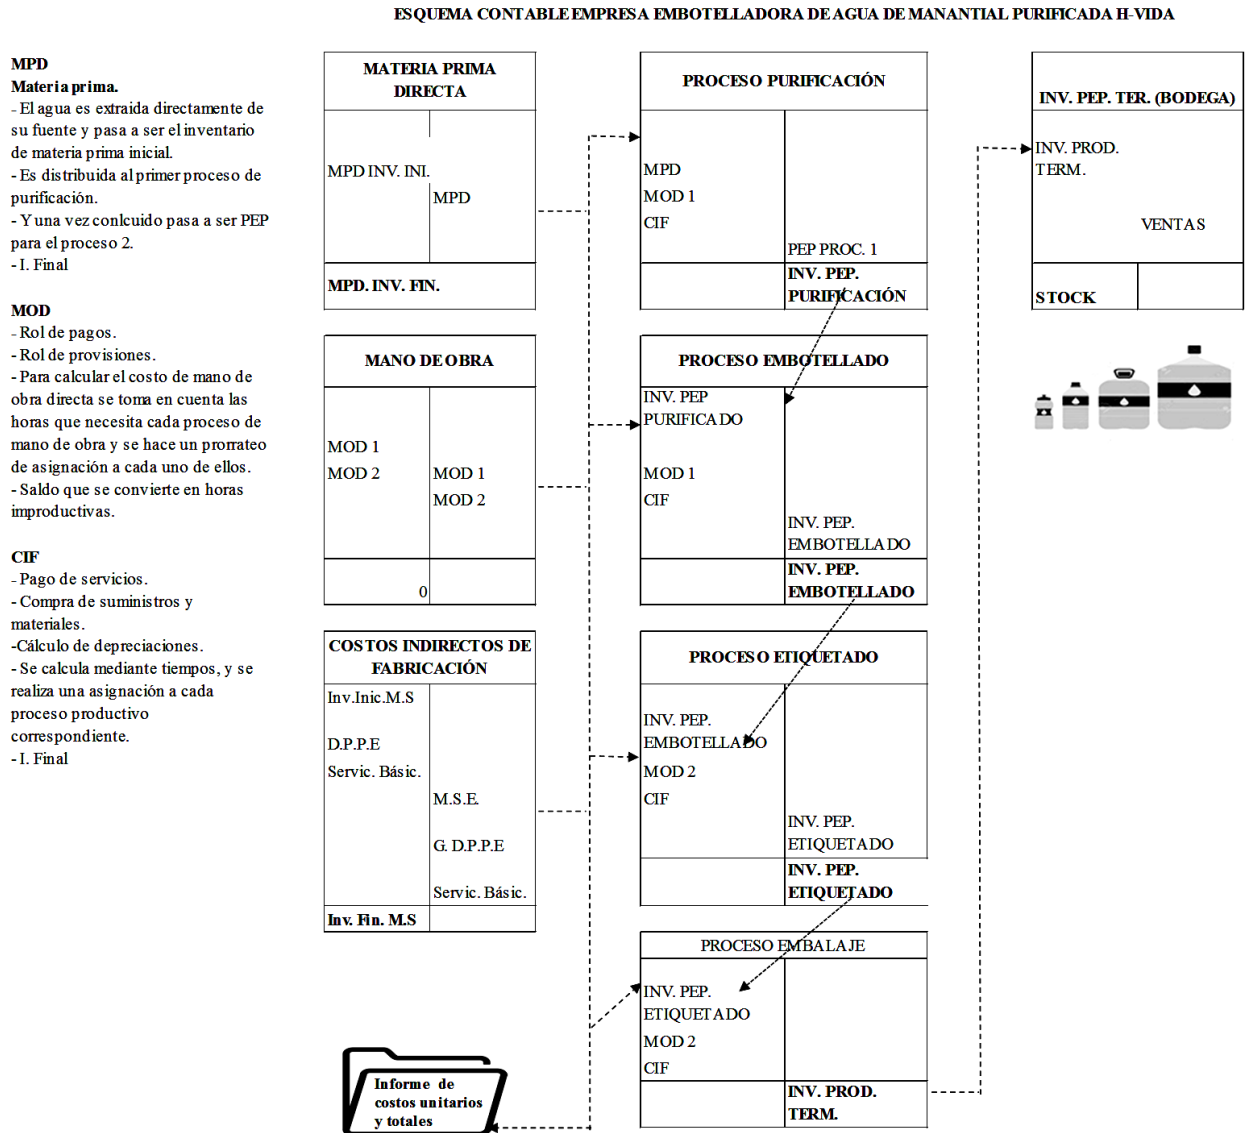 ESQUEMA CONTABLE EMPRESA EMBOTELLADORA DE AGUA DE MANANTIAL PURIFICADA H-VIDA
MPD
Materia prima.
- El agua es extraida directamente de
su fuente y pasa a ser el inventario
de materia prima inicial.
- Es distribuida al primer proceso de
purificación.
- Y una vez conlcuido pasa a ser PEP
para el proceso 2.
- I. Final
MOD
- Rol de pagos.
- Rol de provisiones.
- Para calcular el costo de mano de
obra directa se toma en cuenta las
horas que necesita cada proceso de
mano de obra y se hace un prorrateo
de asignación a cada uno de ellos.
- Saldo que se convierte en horas
improductivas.
CIF
- Pago de servicios.
- Compra de suministros y
materiales.
-Cálculo de depreciaciones.
- Se calcula mediante tiempos, y se
realiza una asignación a cada
proceso productivo
correspondiente.
- I. Final
MATERIA PRIMA
DIRECTA
MPD INV. INI.
MPD
MPD. INV. FIN.
MANO DE OBRA
MOD 1
MOD 2
MOD 1
MOD 2
0
COSTOS INDIRECTOS DE
FABRICACIÓN
Inv.Inic.M.S
D.P.P.E
Servic. Básic.
M.S.E.
G. D.P.P.E
Servic. Básic.
Inv. Fin. M.S
Informe de
costos unitarios
y totales
PROCESO PURIFICACIÓN
MPD
MOD 1
CIF
PEP PROC. 1
INV. PEP.
PURIFICACIÓN
PROCESO EMBOTELLADO
INV. PEP
PURIFICADO
MOD 1
CIF
INV. PEP.
EMBOTELLADO
INV. PEP.
EMBOTELLADO
PROCESO ETIQUETADO
INV. PEP.
EMBOTELLADO
MOD 2
CIF
INV. PEP.
ETIQUETADO
INV. PEP.
ETIQUETADO
PROCESO EMBALAJE
INV. PEP.
ETIQUETADO
MOD 2
CIF
INV. PROD.
TERM.
INV. PEP. TER. (BODEGA)
INV. PROD.
TERM.
VENTAS
STOCK